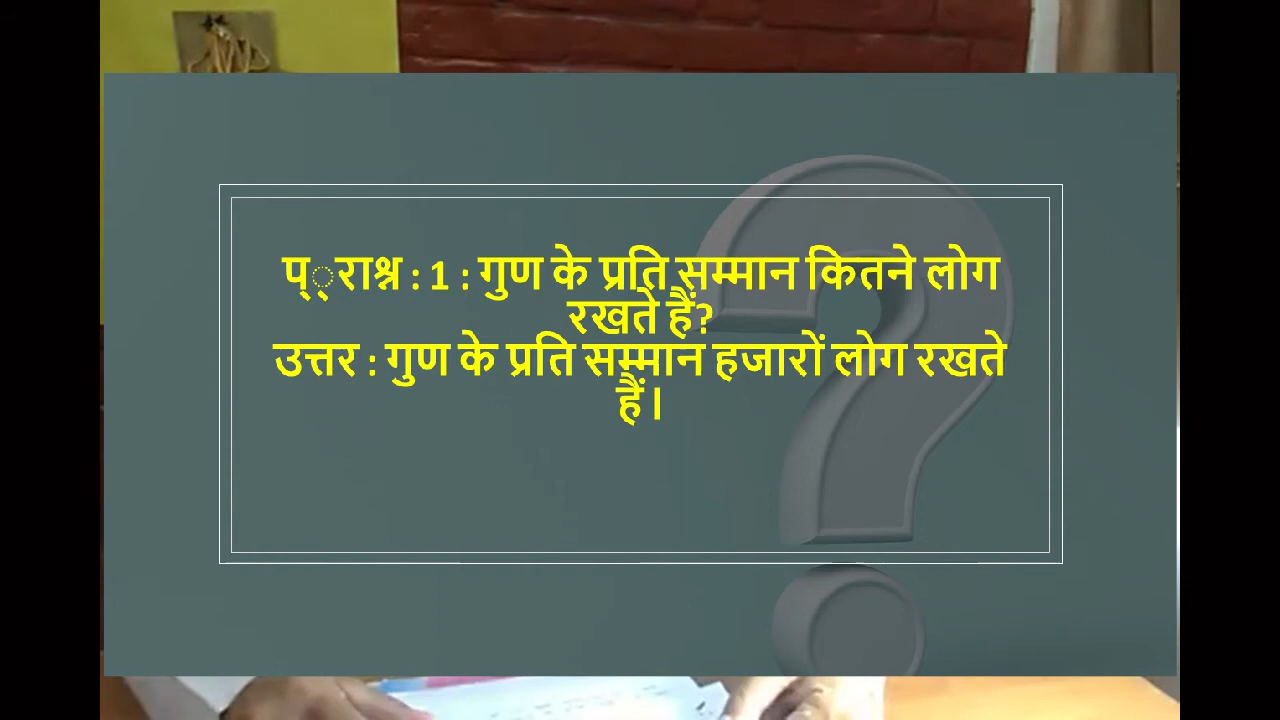 प््राश्न : 1 : गुण के प्रति सम्मान कितने लोग
रखते हैं?
उत्तर : गुण के प्रति सम्मान हजारों लोग रखते
हैं।